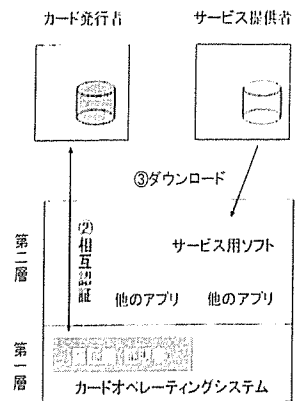 カード発行者
サービス提供者
③ダウンロード
②相互認証
第二層
サービス用ソフト
他のアプリ
他のアプリ
第一層
カードオペレーティングシステム